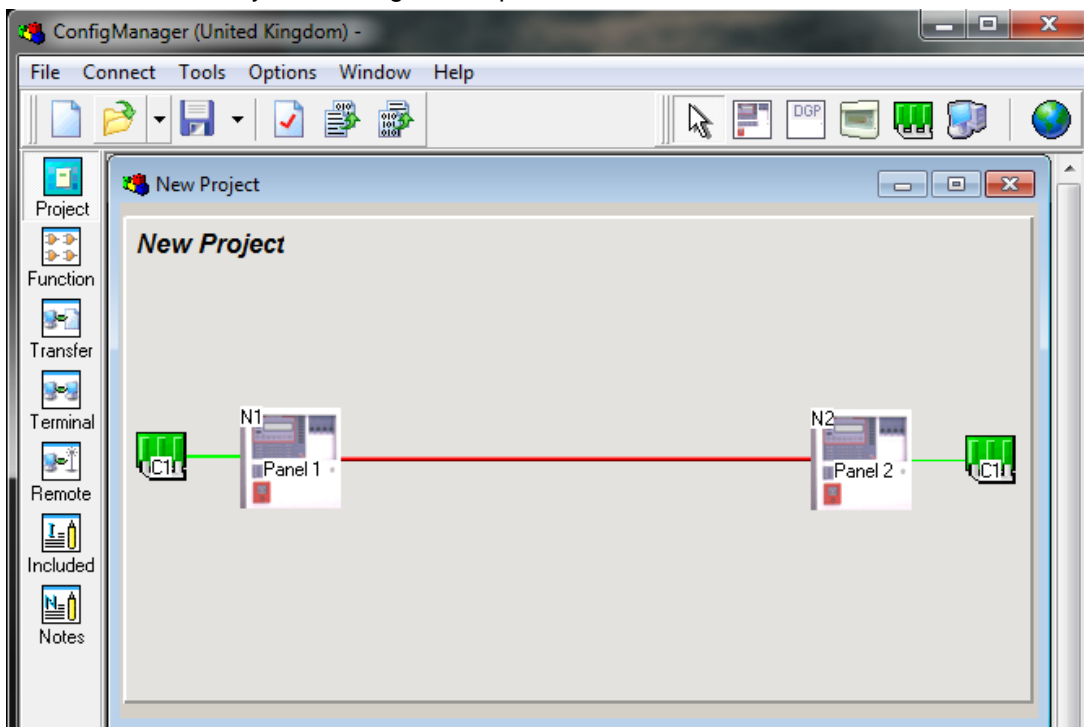 ConfigManager (United Kingdom) -
File Connect Tools Options Window Help
DGP
Project
Function
Transfer
Terminal
Remote
Included
Notes
New Project
New Project
N1
C1
Panel 1
N2
Panel 2
C1